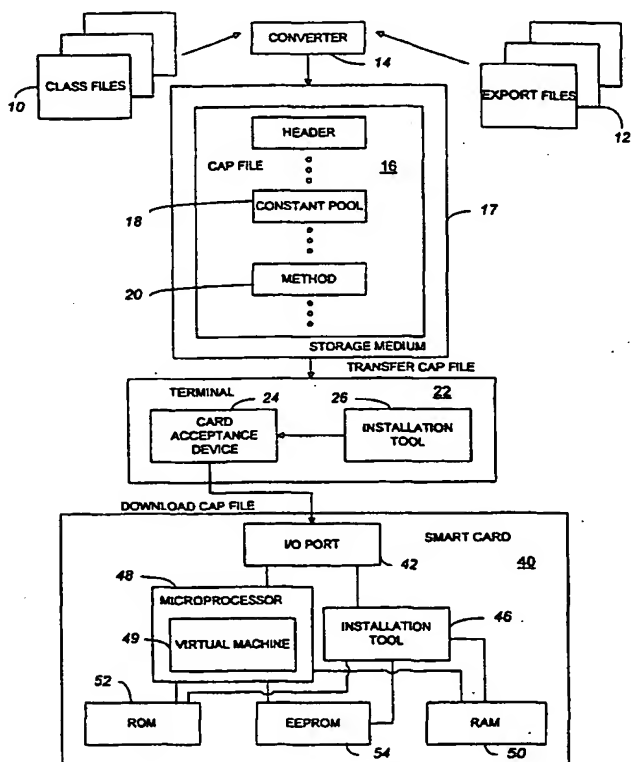 CONVERTER
14
CLASS FILES
10
EXPORT FILES
12
HEADER
CAP FILE
16
18
CONSTANT POOL
17
20
METHOD
STORAGE MEDIUM
TRANSFER CAP FILE
TERMINAL
24
26
22
CARD
ACCEPTANCE
DEVICE
INSTALLATION
TOOL
DOWNLOAD CAP FILE
I/O PORT
SMART CARD
42
40
48
MICROPROCESSOR
46
49
VIRTUAL MACHINE
INSTALLATION
TOOL
52
ROM
EEPROM
RAM
54
50